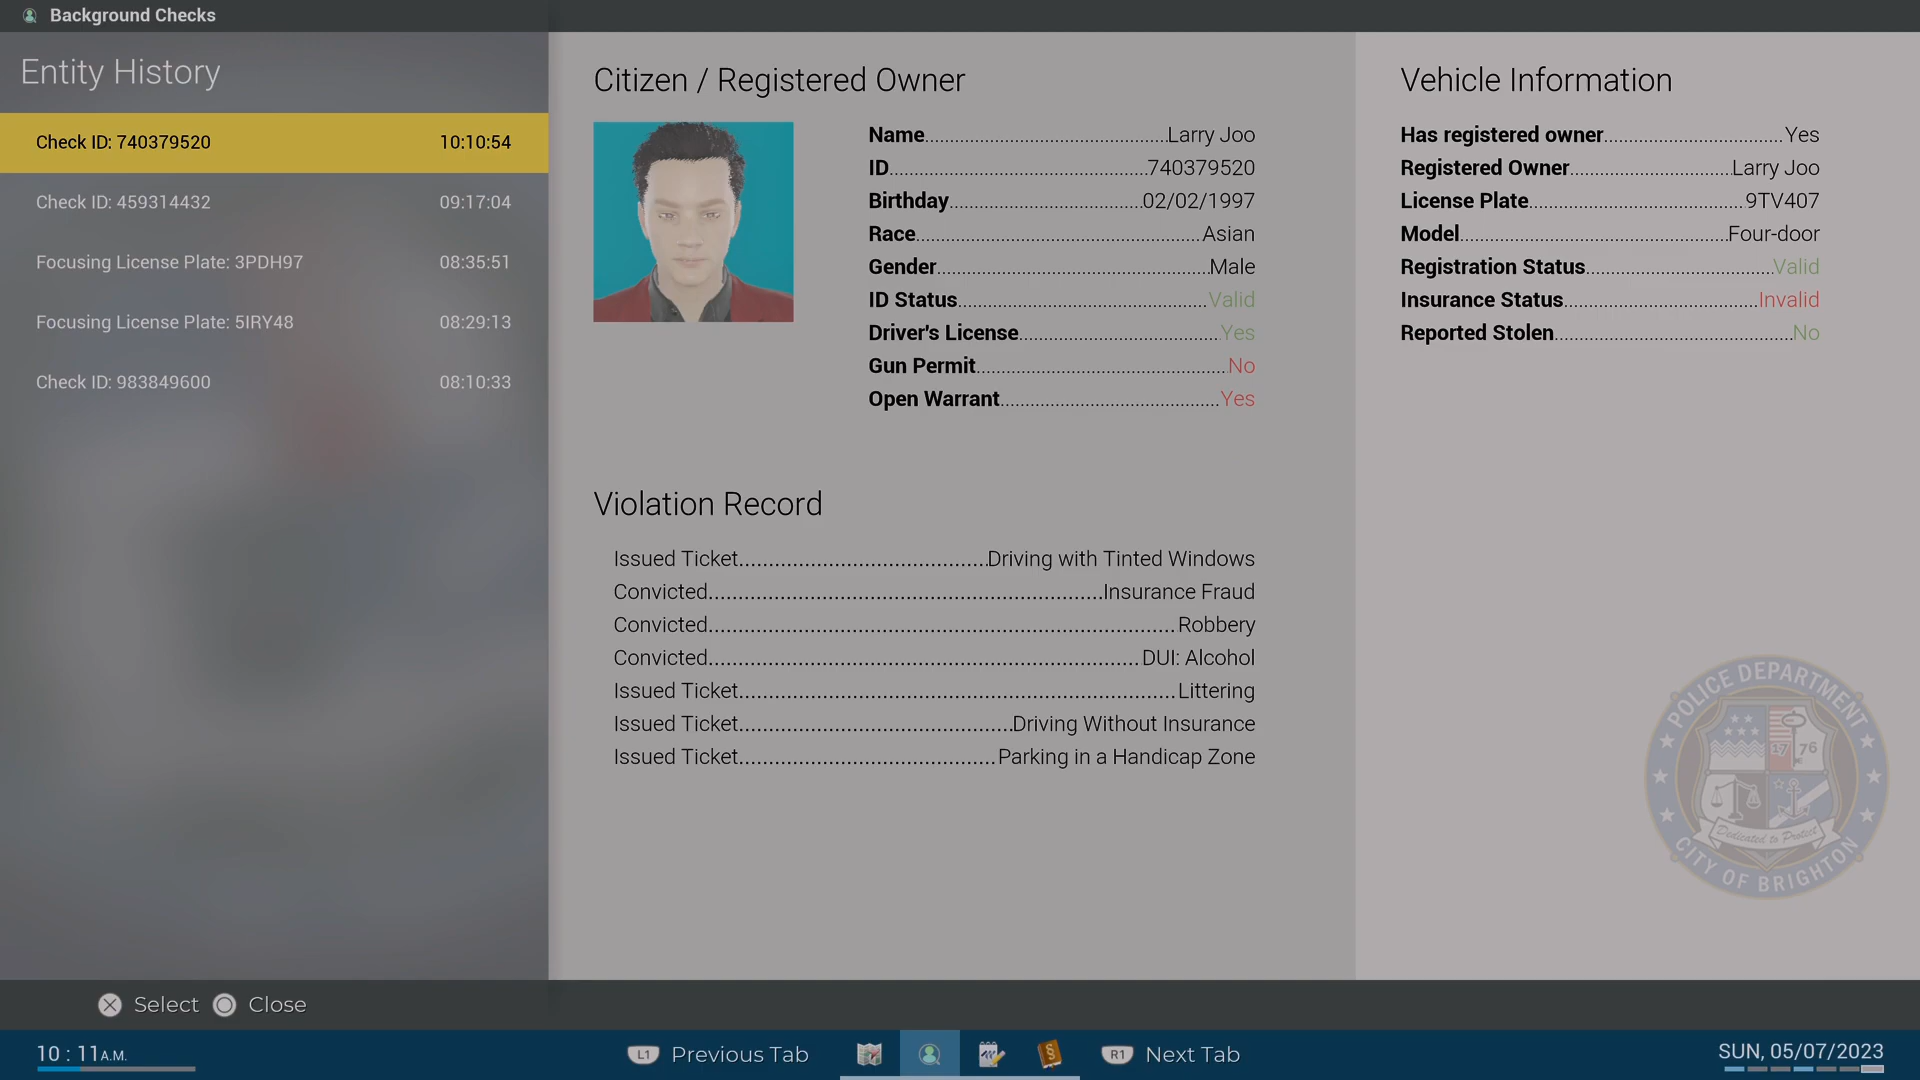 Background Checks
Entity History
Check ID: 740379520 10:10:54
Check ID: 459314432 09:17:04
Focusing License Plate: 3PDH97 08:35:51
Focusing License Plate: 5IRY48 08:29:13
Check ID: 983849600 08:10:33
Citizen / Registered Owner
Name Larry Joo
ID 740379520
Birthday 02/02/1997
Race Asian
Gender Male
ID Status Valid
Driver's License Yes
Gun Permit No
Open Warrant Yes
Violation Record
Issued Ticket Driving with Tinted Windows
Convicted Insurance Fraud
Convicted Robbery
Convicted DUI: Alcohol
Issued Ticket Littering
Issued Ticket Driving Without Insurance
Issued Ticket Parking in a Handicap Zone
Vehicle Information
Has registered owner Yes
Registered Owner Larry Joo
License Plate 9TV407
Model Four-door
Registration Status Valid
Insurance Status Invalid
Reported Stolen No
POLICE DEPARTMENT
17 76
Dedicated to Protect
CITY OF BRIGHTON
Select Close
10 : 11 A.M.
L1 Previous Tab
R1 Next Tab
SUN, 05/07/2023